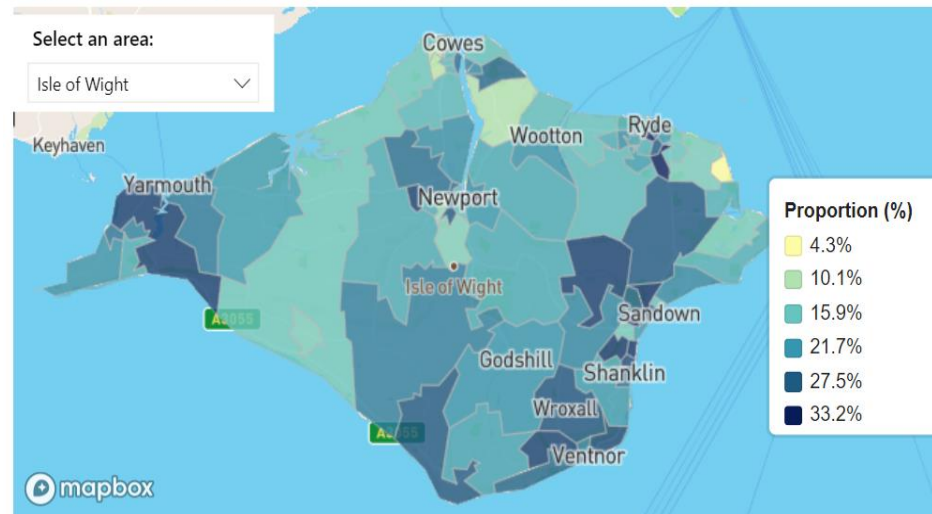 Select an area:
Isle of Wight
Keyhaven
Cowes
Wootton
Ryde
Yarmouth
Newport
Isle of Wight
A3055
Sandown
Godshill
Shanklin
Wroxall
A3055
Ventnor
Proportion (%)
4.3%
10.1%
15.9%
21.7%
27.5%
33.2%
mapbox